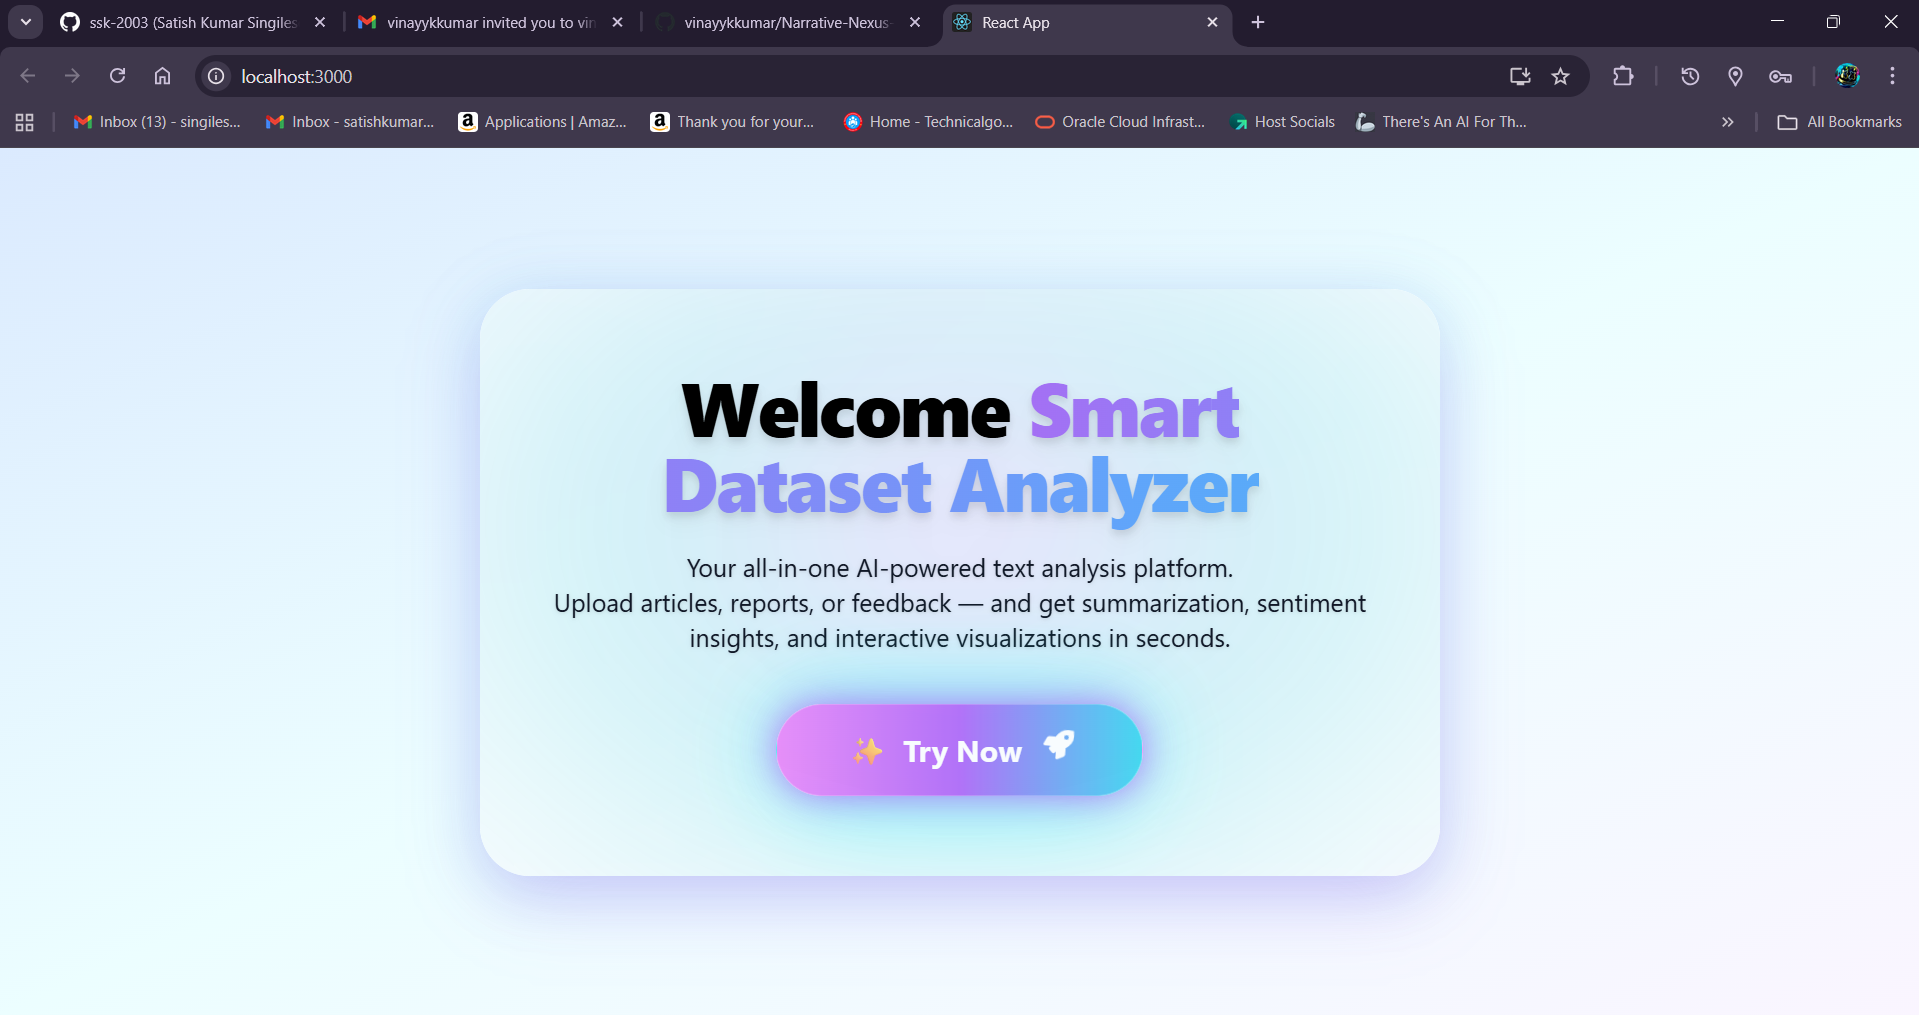 ssk-2003 (Satish Kumar Singiles
vinayykkumar invited you to vin
vinayykkumar/Narrative-Nexus-
React App
localhost:3000
Inbox (13) - singiles...
Inbox - satishkumar...
Applications | Amaz...
Thank you for your...
Home - Technicalgo...
Oracle Cloud Infrast...
Host Socials
There's An AI For Th...
All Bookmarks
Welcome Smart
Dataset Analyzer
Your all-in-one AI-powered text analysis platform.
Upload articles, reports, or feedback — and get summarization, sentiment
insights, and interactive visualizations in seconds.
✨ Try Now